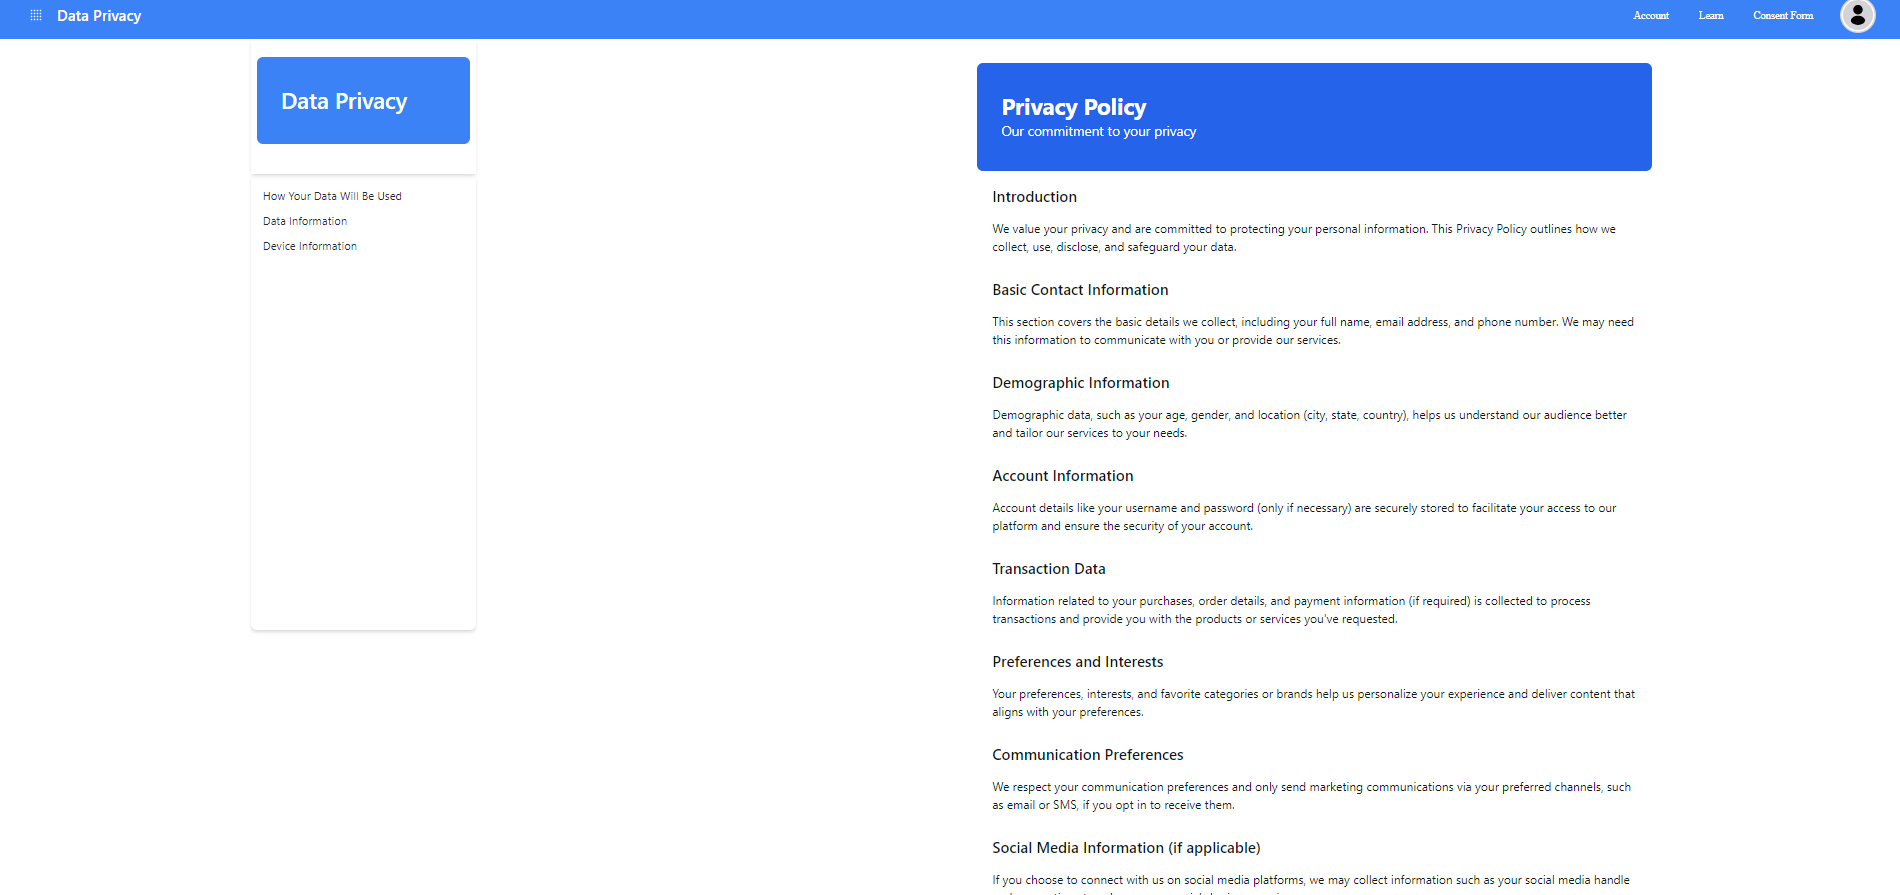 Data Privacy
Account
Learn
Consent Form
Data Privacy
How Your Data Will Be Used
Data Information
Device Information
Privacy Policy
Our commitment to your privacy
Introduction
We value your privacy and are committed to protecting your personal information. This Privacy Policy outlines how we
collect, use, disclose, and safeguard your data.
Basic Contact Information
This section covers the basic details we collect, including your full name, email address, and phone number. We may need
this information to communicate with you or provide our services.
Demographic Information
Demographic data, such as your age, gender, and location (city, state, country), helps us understand our audience better
and tailor our services to your needs.
Account Information
Account details like your username and password (only if necessary) are securely stored to facilitate your access to our
platform and ensure the security of your account.
Transaction Data
Information related to your purchases, order details, and payment information (if required) is collected to process
transactions and provide you with the products or services you've requested.
Preferences and Interests
Your preferences, interests, and favorite categories or brands help us personalize your experience and deliver content that
aligns with your preferences.
Communication Preferences
We respect your communication preferences and only send marketing communications via your preferred channels, such
as email or SMS, if you opt in to receive them.
Social Media Information (if applicable)
If you choose to connect with us on social media platforms, we may collect information such as your social media handle